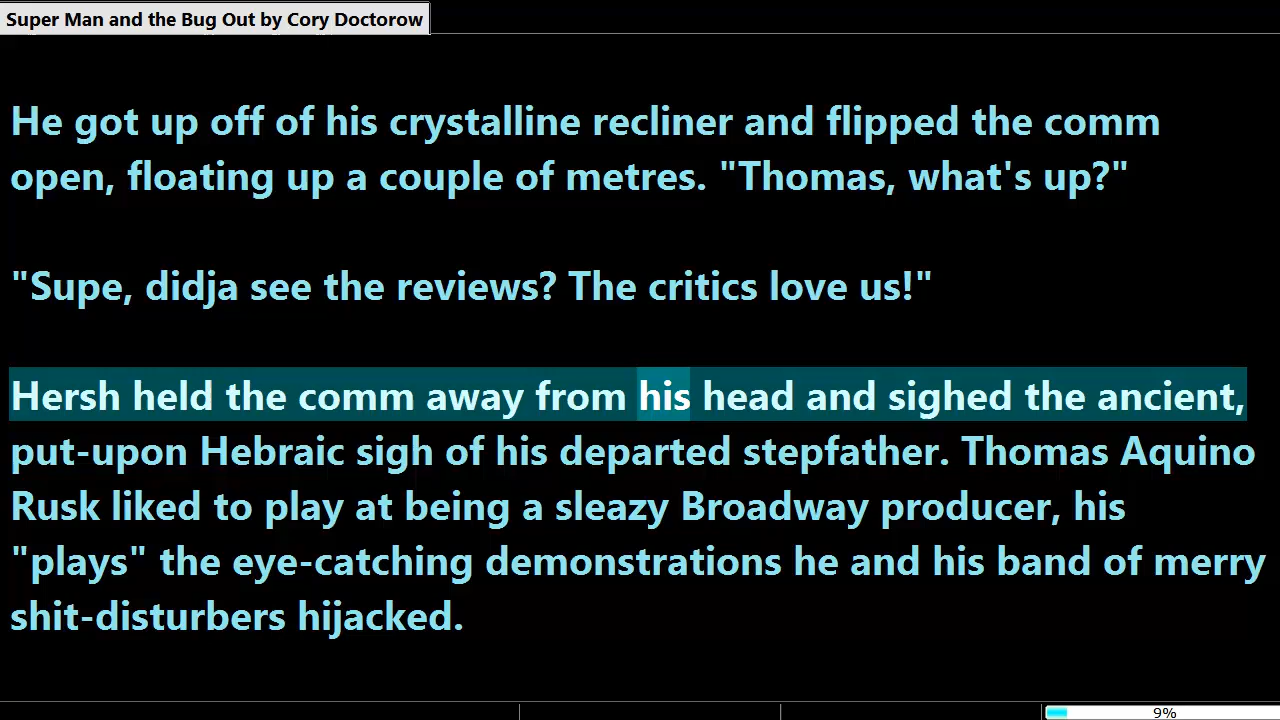 Super Man and the Bug Out by Cory Doctorow
He got up off of his crystalline recliner and flipped the comm
open, floating up a couple of metres. "Thomas, what's up?"
"Supe, didja see the reviews? The critics love us!"
Hersh held the comm away from his head and sighed the ancient,
put-upon Hebraic sigh of his departed stepfather. Thomas Aquino
Rusk liked to play at being a sleazy Broadway producer, his
"plays" the eye-catching demonstrations he and his band of merry
shit-disturbers hijacked.
9%